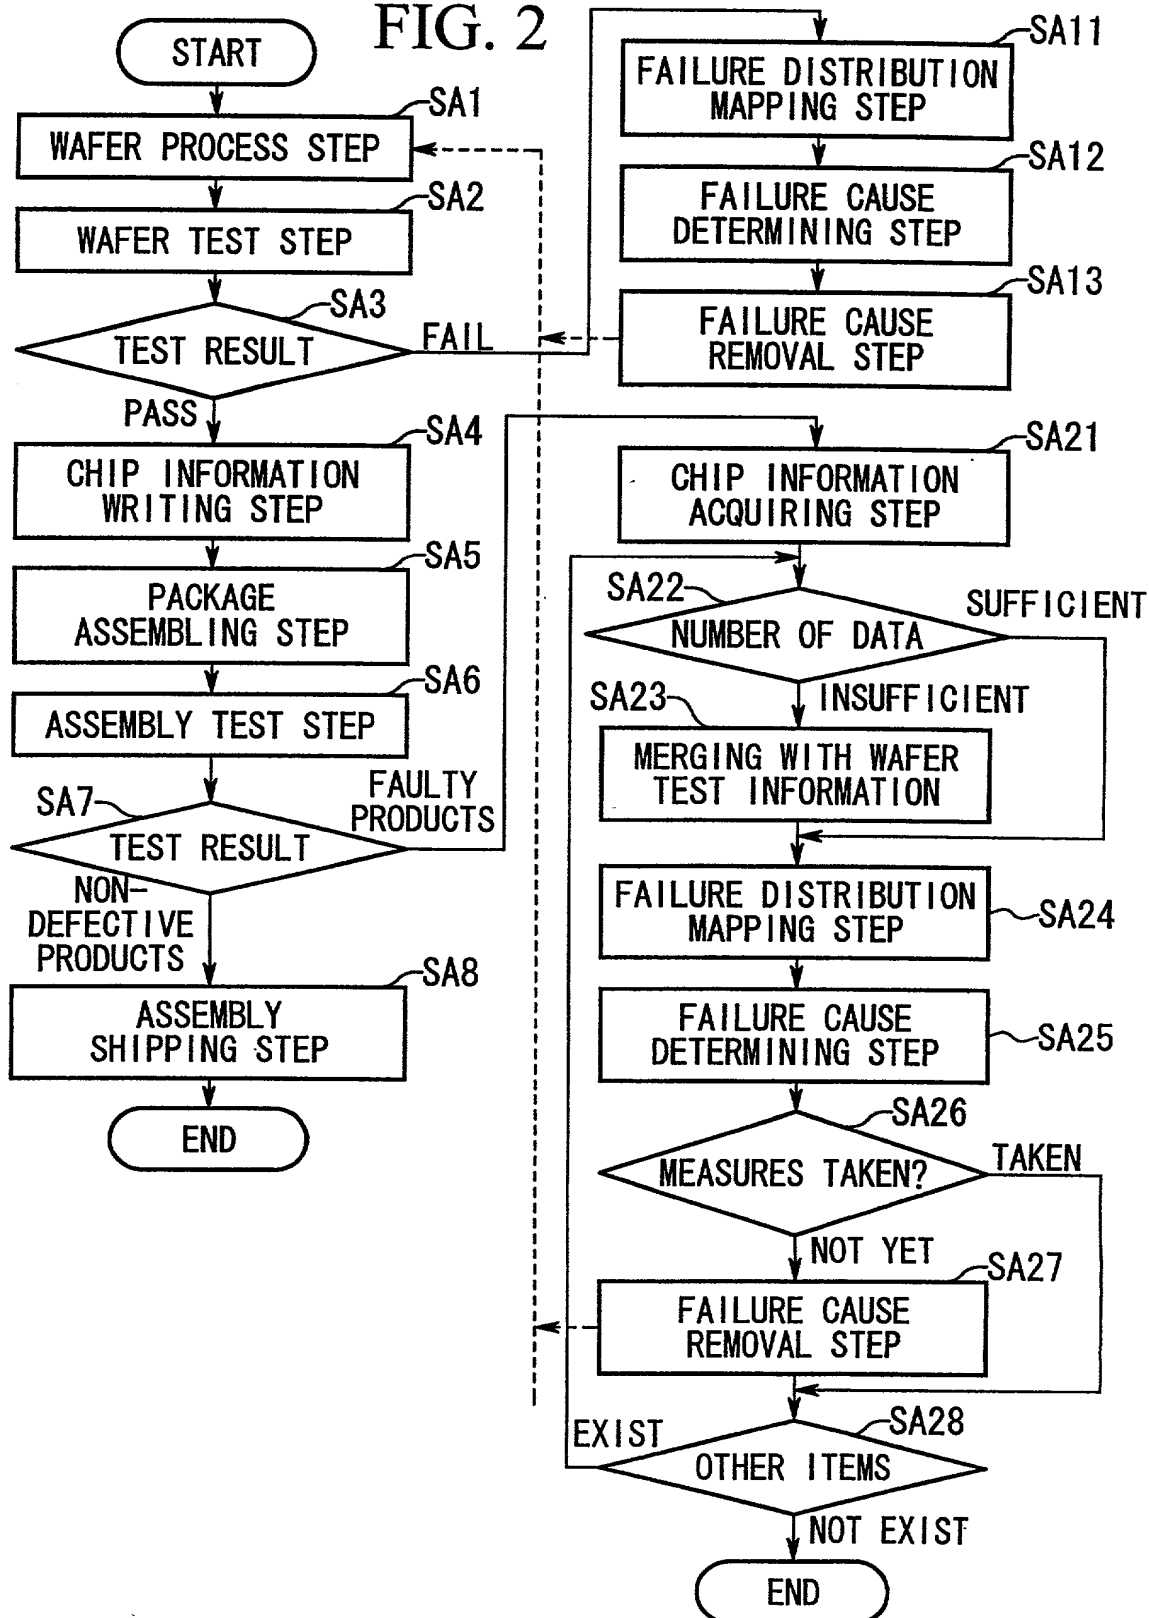 FIG. 2
START
SA1
WAFER PROCESS STEP
SA2
WAFER TEST STEP
SA3
TEST RESULT
FAIL
PASS
SA4
CHIP INFORMATION
WRITING STEP
SA5
PACKAGE
ASSEMBLING STEP
SA6
ASSEMBLY TEST STEP
SA7
FAULTY
PRODUCTS
TEST RESULT
NON-
DEFECTIVE
PRODUCTS
SA8
ASSEMBLY
SHIPPING STEP
END
SA11
FAILURE DISTRIBUTION
MAPPING STEP
SA12
FAILURE CAUSE
DETERMINING STEP
SA13
FAILURE CAUSE
REMOVAL STEP
SA21
CHIP INFORMATION
ACQUIRING STEP
SA22
SUFFICIENT
NUMBER OF DATA
INSUFFICIENT
SA23
MERGING WITH WAFER
TEST INFORMATION
FAILURE DISTRIBUTION
MAPPING STEP
SA24
FAILURE CAUSE
DETERMINING STEP
SA25
SA26
MEASURES TAKEN?
TAKEN
NOT YET
SA27
FAILURE CAUSE
REMOVAL STEP
SA28
EXIST
OTHER ITEMS
NOT EXIST
END